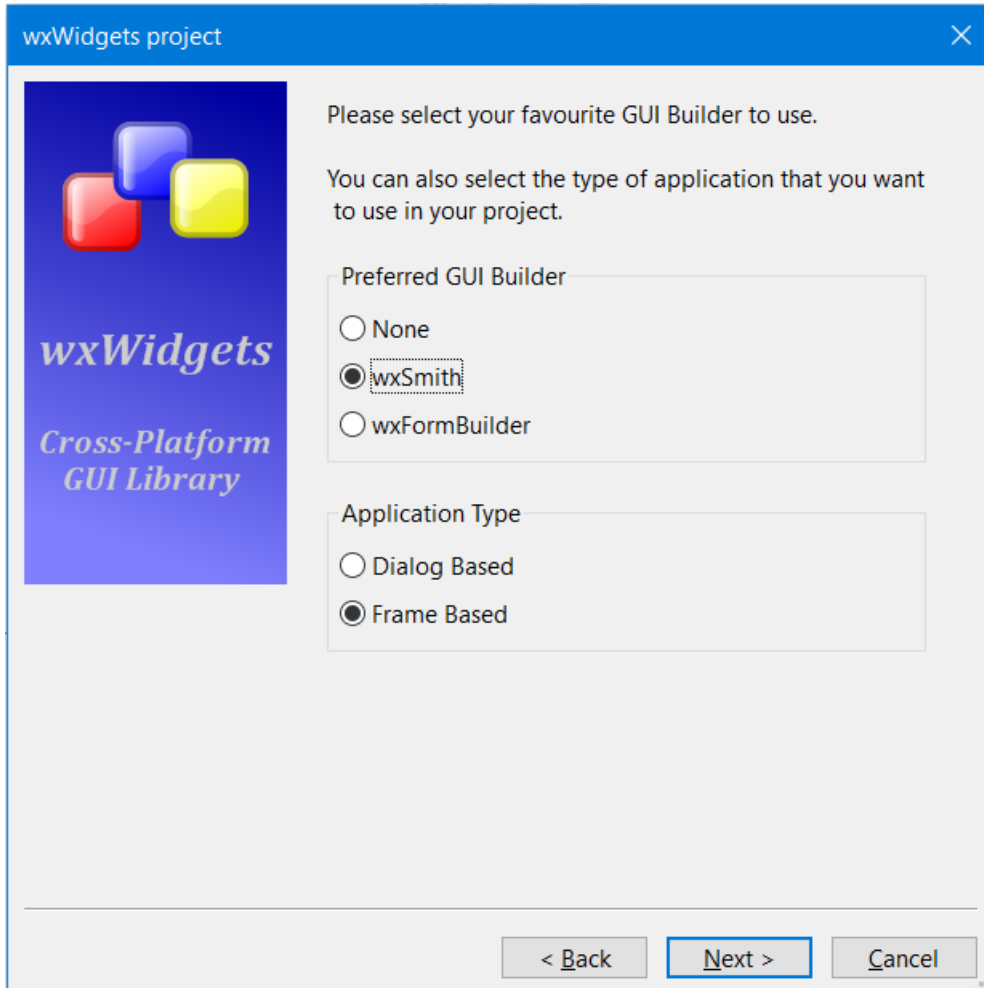 wxWidgets project
wxWidgets
Cross-Platform
GUI Library
Please select your favourite GUI Builder to use.
You can also select the type of application that you want
to use in your project.
Preferred GUI Builder
None
wxSmith
wxFormBuilder
Application Type
Dialog Based
Frame Based
< Back
Next >
Cancel